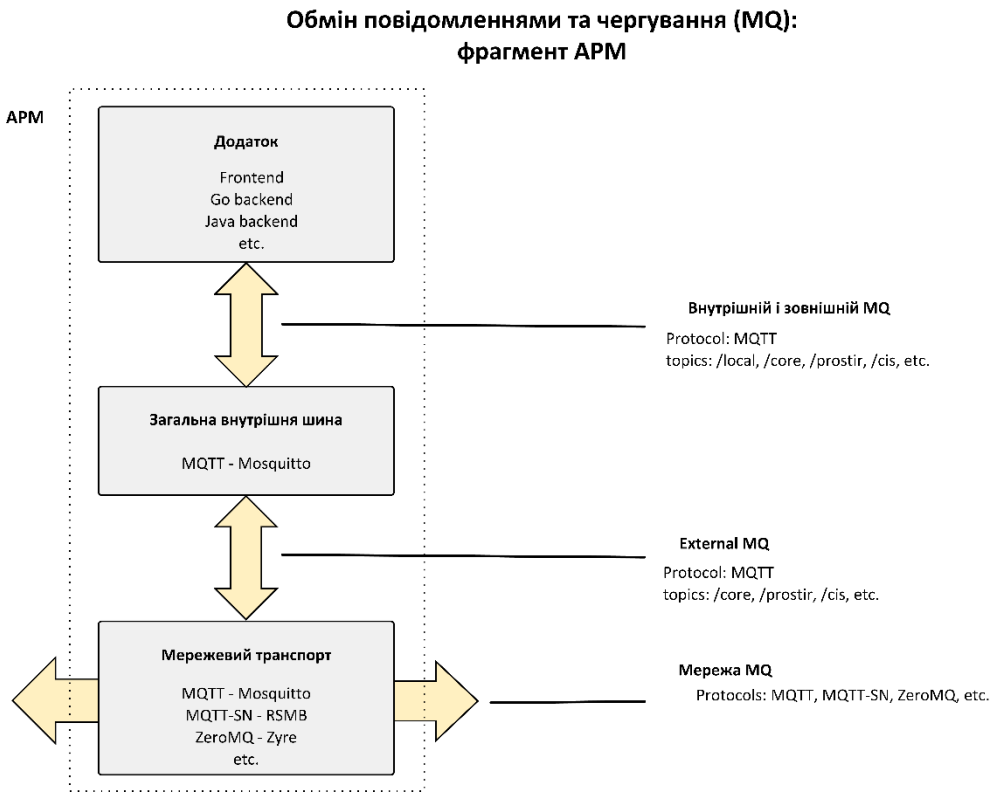 Обмін повідомленнями та чергування (MQ):
фрагмент АРМ
АРМ
Додаток
Frontend
Go backend
Java backend
etc.
Внутрішній і зовнішній MQ
Protocol: MQTT
topics: /local, /core, /prostir, /cis, etc.
Загальна внутрішня шина
MQTT - Mosquitto
External MQ
Protocol: MQTT
topics: /core, /prostir, /cis, etc.
Мережевий транспорт
MQTT - Mosquitto
MQTT-SN - RSMB
ZeroMQ - Zyre
etc.
Мережа MQ
Protocols: MQTT, MQTT-SN, ZeroMQ, etc.